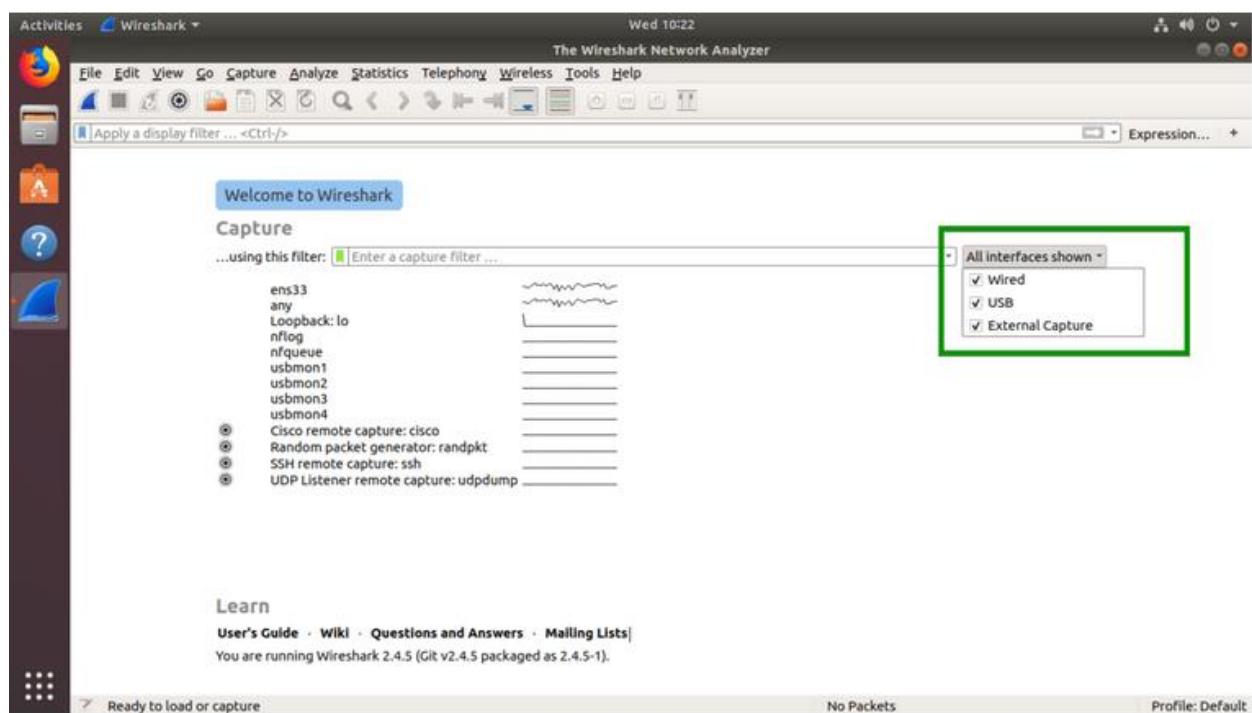 Activities Wireshark Wed 10:22
The Wireshark Network Analyzer
File Edit View Go Capture Analyze Statistics Telephony Wireless Tools Help
Apply a display filter ... <Ctrl-/> Expression... +
Welcome to Wireshark
Capture
...using this filter: Enter a capture filter ... All interfaces shown
Wired
USB
External Capture
ens33
any
Loopback: lo
nflog
nfqueue
usbmon1
usbmon2
usbmon3
usbmon4
Cisco remote capture: cisco
Random packet generator: randpkt
SSH remote capture: ssh
UDP Listener remote capture: udpdump
Learn
User's Guide · Wiki · Questions and Answers · Mailing Lists
You are running Wireshark 2.4.5 (Git v2.4.5 packaged as 2.4.5-1).
Ready to load or capture No Packets Profile: Default